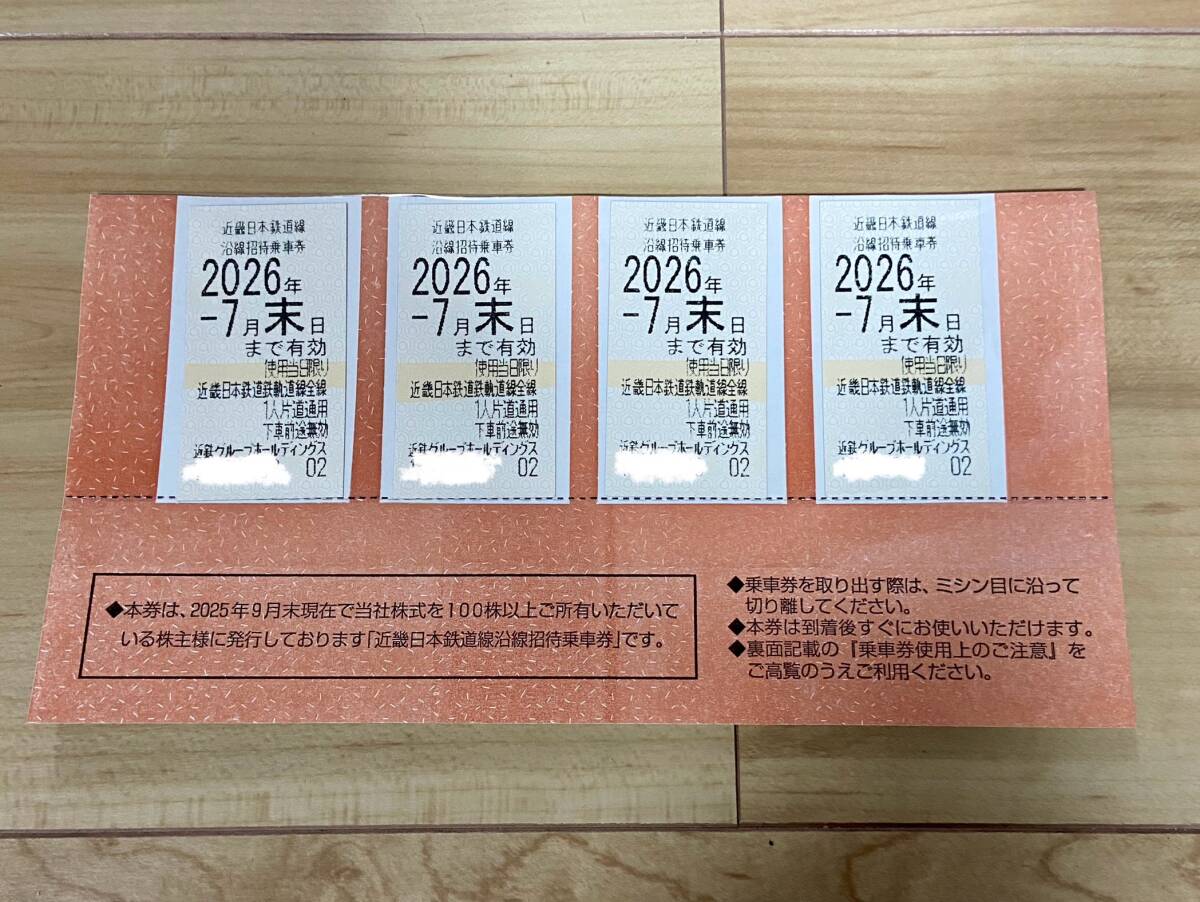 近畿日本鉄道線
沿線招待乗車券
2026年
-7月末日
まで有効
使用当日限り
近畿日本鉄道鉄軌道線全線
1人片道通用
下車前途無効
近鉄グループホールディングス
02
近畿日本鉄道線
沿線招待乗車券
2026年
-7月末日
まで有効
使用当日限り
近畿日本鉄道鉄軌道線全線
1人片道通用
下車前途無効
近鉄グループホールディングス
02
近畿日本鉄道線
沿線招待乗車券
2026年
-7月末日
まで有効
使用当日限り
近畿日本鉄道鉄軌道線全線
1人片道通用
下車前途無効
近鉄グループホールディングス
02
近畿日本鉄道線
沿線招待乗車券
2026年
-7月末日
まで有効
使用当日限り
近畿日本鉄道鉄軌道線全線
1人片道通用
下車前途無効
近鉄グループホールディングス
02
◆本券は、2025年9月末現在で当社株式を100株以上ご所有いただいて
いる株主様に発行しております「近畿日本鉄道線沿線招待乗車券」です。
◆乗車券を取り出す際は、ミシン目に沿って
切り離してください。
◆本券は到着後すぐにお使いいただけます。
◆裏面記載の『乗車券使用上のご注意』を
ご高覧のうえご利用ください。